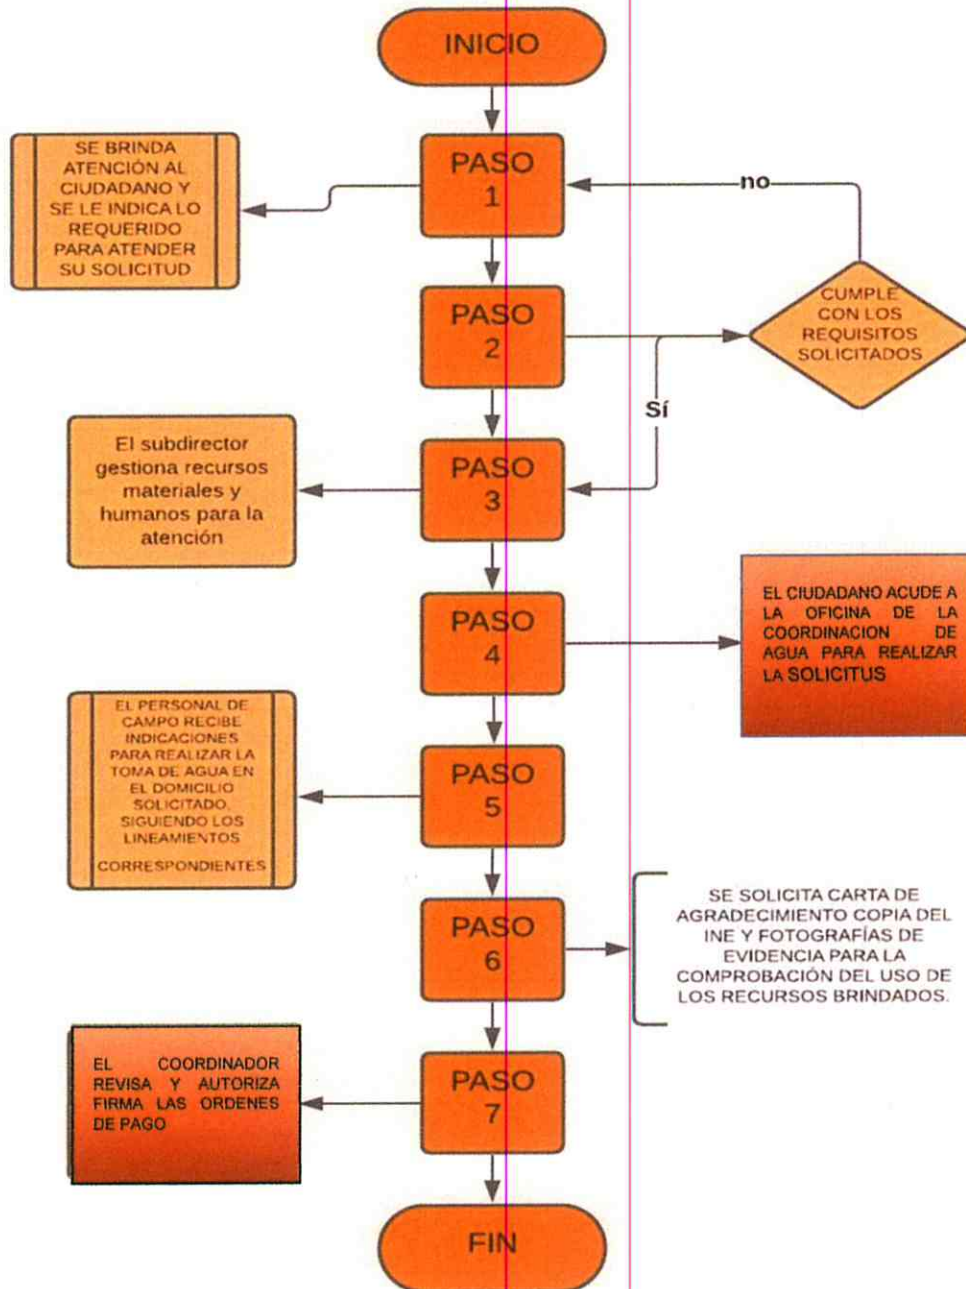 INICIO
SE BRINDA
ATENCIÓN AL
CIUDADANO Y
SE LE INDICA LO
REQUERIDO
PARA ATENDER
SU SOLICITUD
PASO
1
no
PASO
2
CUMPLE
CON LOS
REQUISITOS
SOLICITADOS
Sí
El subdirector
gestiona recursos
materiales y
humanos para la
atención
PASO
3
PASO
4
EL CIUDADANO ACUDE A
LA OFICINA DE LA
COORDINACION DE
AGUA PARA REALIZAR
LA SOLICITUS
EL PERSONAL DE
CAMPO RECIBE
INDICACIONES
PARA REALIZAR LA
TOMA DE AGUA EN
EL DOMICILIO
SOLICITADO,
SIGUIENDO LOS
LINEAMIENTOS
CORRESPONDIENTES
PASO
5
PASO
6
SE SOLICITA CARTA DE
AGRADECIMIENTO COPIA DEL
INE Y FOTOGRAFÍAS DE
EVIDENCIA PARA LA
COMPROBACIÓN DEL USO DE
LOS RECURSOS BRINDADOS.
EL COORDINADOR
REVISA Y AUTORIZA
FIRMA LAS ORDENES
DE PAGO
PASO
7
FIN